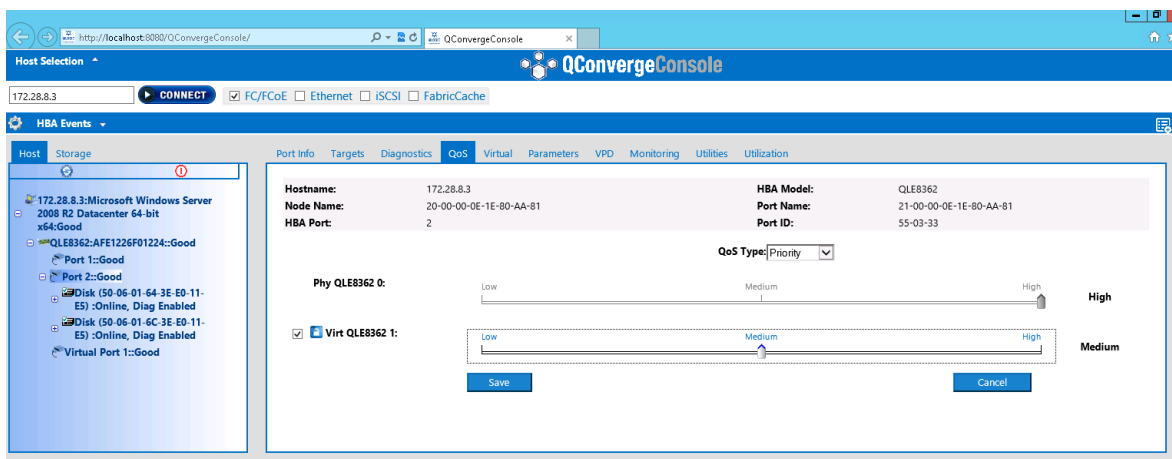 http://localhost:8080/QConvergeConsole/
QConvergeConsole
Host Selection
QConvergeConsole
172.28.8.3 CONNECT FC/FCoE Ethernet iSCSI FabricCache
HBA Events
Host Storage
Port Info Targets Diagnostics QoS Virtual Parameters VPD Monitoring Utilities Utilization
172.28.8.3:Microsoft Windows Server
2008 R2 Datacenter 64-bit
x64:Good
QLE8362:AFE1226F01224::Good
Port 1::Good
Port 2::Good
Disk (50-06-01-64-3E-E0-11-
E5) :Online, Diag Enabled
Disk (50-06-01-6C-3E-E0-11-
E5) :Online, Diag Enabled
Virtual Port 1::Good
Hostname: 172.28.8.3 HBA Model: QLE8362
Node Name: 20-00-00-0E-1E-80-AA-81 Port Name: 21-00-00-0E-1E-80-AA-81
HBA Port: 2 Port ID: 55-03-33
QoS Type: Priority
Phy QLE8362 0: Low Medium High High
Virt QLE8362 1: Low Medium High Medium
Save Cancel